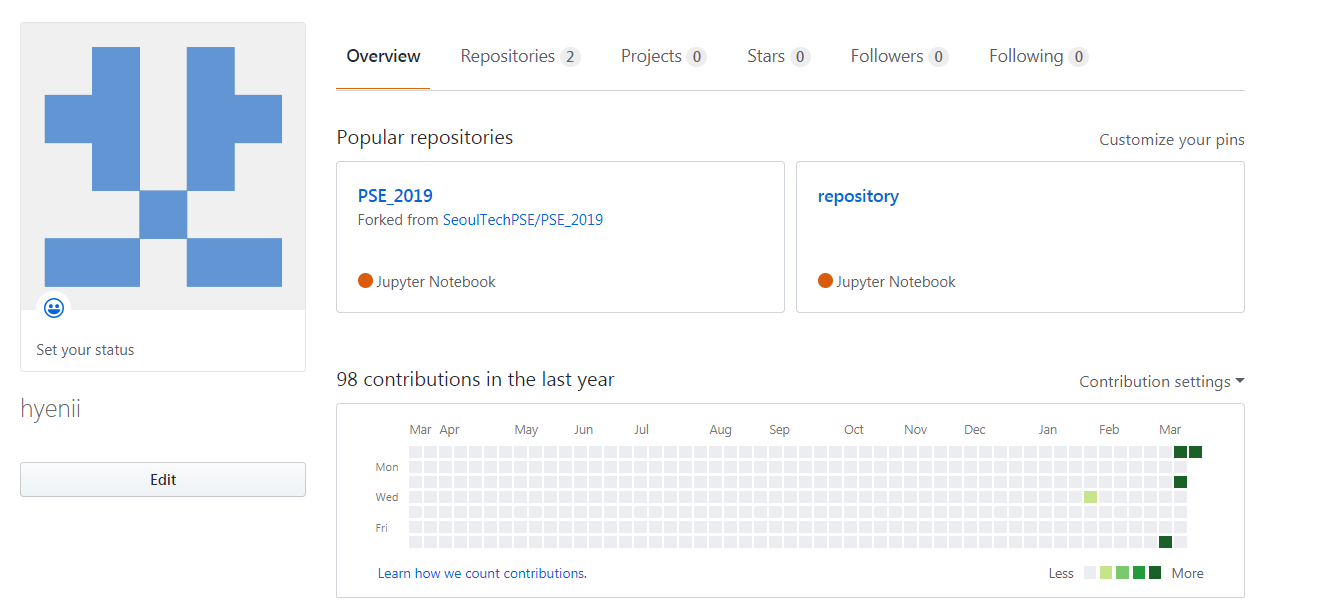 Overview Repositories 2 Projects 0 Stars 0 Followers 0 Following 0
Set your status
hyenii
Edit
Popular repositories
Customize your pins
PSE_2019
Forked from SeoulTechPSE/PSE_2019
Jupyter Notebook
repository
Jupyter Notebook
98 contributions in the last year
Contribution settings
Mar Apr May Jun Jul Aug Sep Oct Nov Dec Jan Feb Mar
Mon
Wed
Fri
Learn how we count contributions.
Less More